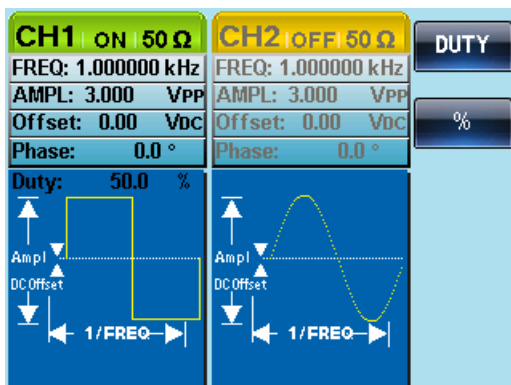 CH1 ON 50 Ω
FREQ: 1.000000 kHz
AMPL: 3.000 VPP
Offset: 0.00 VDC
Phase: 0.0 °
Duty: 50.0 %
Ampl
DC Offset
1/FREQ
CH2 OFF 50 Ω
FREQ: 1.000000 kHz
AMPL: 3.000 VPP
Offset: 0.00 VDC
Phase: 0.0 °
Ampl
DC Offset
1/FREQ
DUTY
%